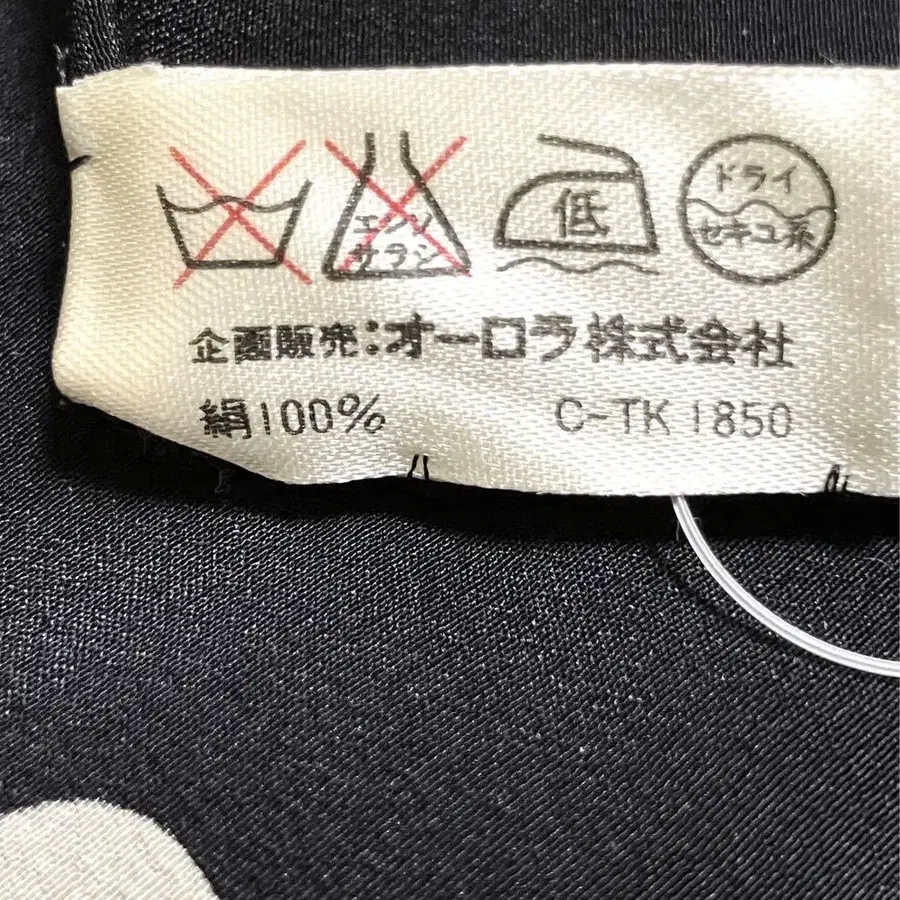 エンソ
サラシ
低
ドライ
セキユ系
企画販売:オーロラ株式会社
絹100% C-TK 1850